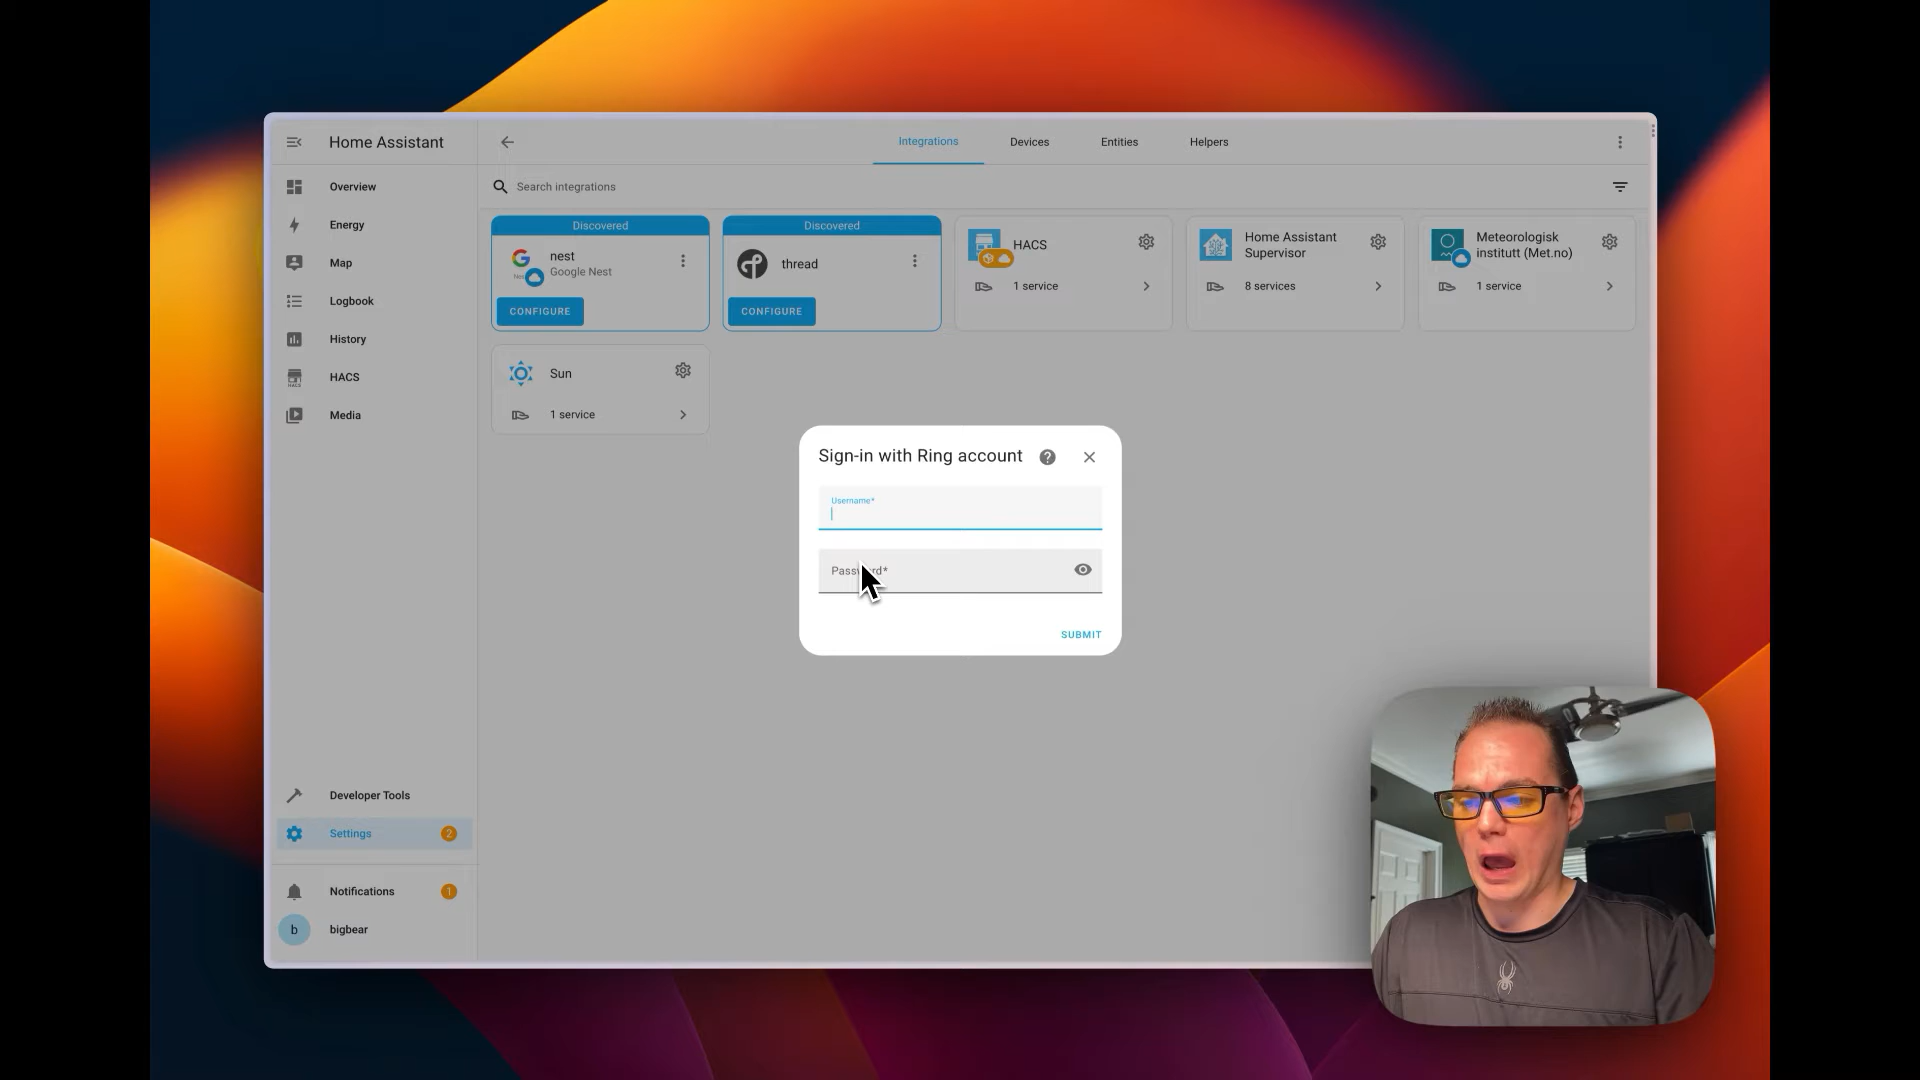 Home Assistant
Integrations
Devices
Entities
Helpers
Overview
Energy
Map
Logbook
History
HACS
Media
Developer Tools
Settings
2
Notifications
1
b
bigbear
Search integrations
Discovered
nest
Google Nest
CONFIGURE
Discovered
thread
CONFIGURE
HACS
1 service
Home Assistant
Supervisor
8 services
Meteorologisk
institutt (Met.no)
1 service
Sun
1 service
Sign-in with Ring account
Username*
Password*
SUBMIT